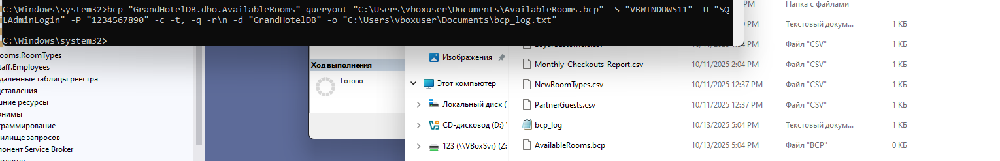 C:\Windows\system32>bcp "GrandHotelDB.dbo.AvailableRooms" queryout "C:\Users\vboxuser\Documents\AvailableRooms.bcp" -S "VBWINDOWS11" -U "SQ
LAdminLogin" -P "1234567890" -c -t, -q -r\n -d "GrandHotelDB" -o "C:\Users\vboxuser\Documents\bcp_log.txt"
C:\Windows\system32>
ooms.RoomTypes
taff.Employees
даленные таблицы реестра
дставления
шние ресурсы
онимы
граммирование
нилище запросов
понент Service Broker
Ход выполнения
Готово
Изображения
Этот компьютер
Локальный диск (
CD-дисковод (D:)
123 (\\VBoxSvr) (Z:
Папка с файлами
Текстовый докум... 1 КБ
Файл "CSV" 1 КБ
Monthly_Checkouts_Report.csv 10/11/2025 2:04 PM Файл "CSV" 1 КБ
NewRoomTypes.csv 10/11/2025 12:37 PM Файл "CSV" 1 КБ
PartnerGuests.csv 10/11/2025 12:37 PM Файл "CSV" 1 КБ
bcp_log 10/13/2025 5:04 PM Текстовый докум... 1 КБ
AvailableRooms.bcp 10/13/2025 5:04 PM Файл "BCP" 0 КБ